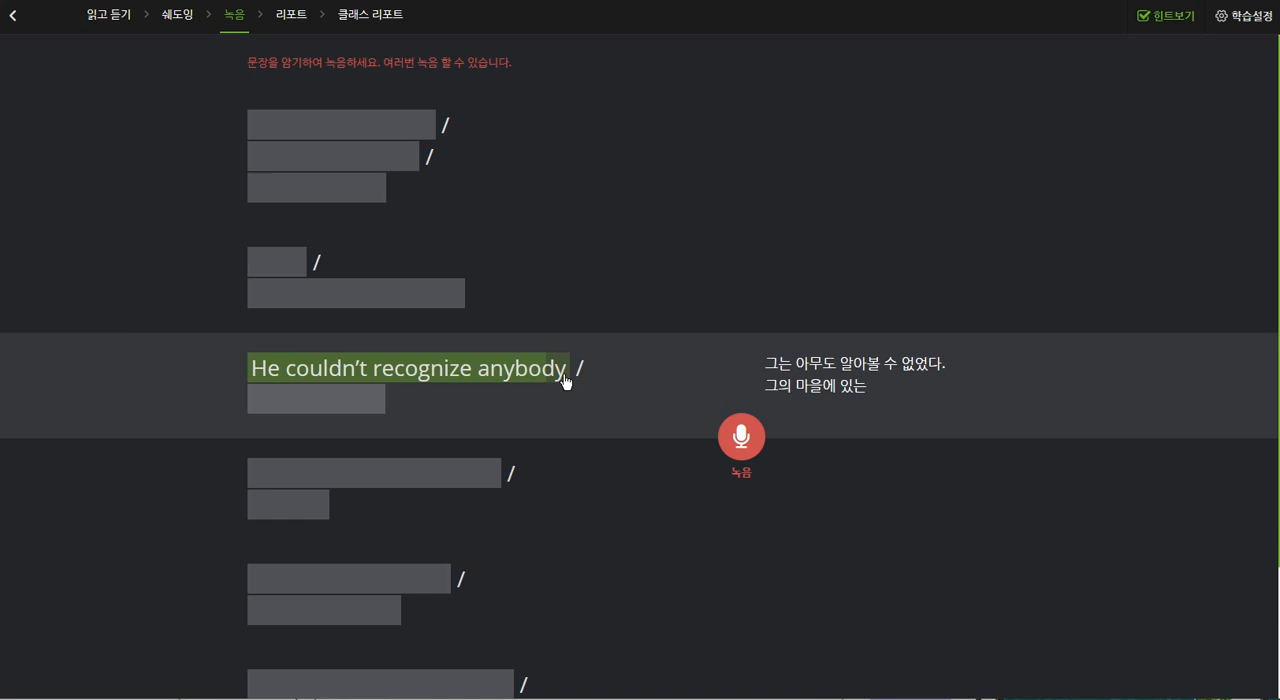 읽고 듣기 > 쉐도잉 > 녹음 > 리포트 > 클래스 리포트
힌트보기 학습설정
문장을 암기하여 녹음하세요. 여러번 녹음 할 수 있습니다.
/
/
/
He couldn’t recognize anybody /
그는 아무도 알아볼 수 없었다.
그의 마을에 있는
녹음
/
/
/